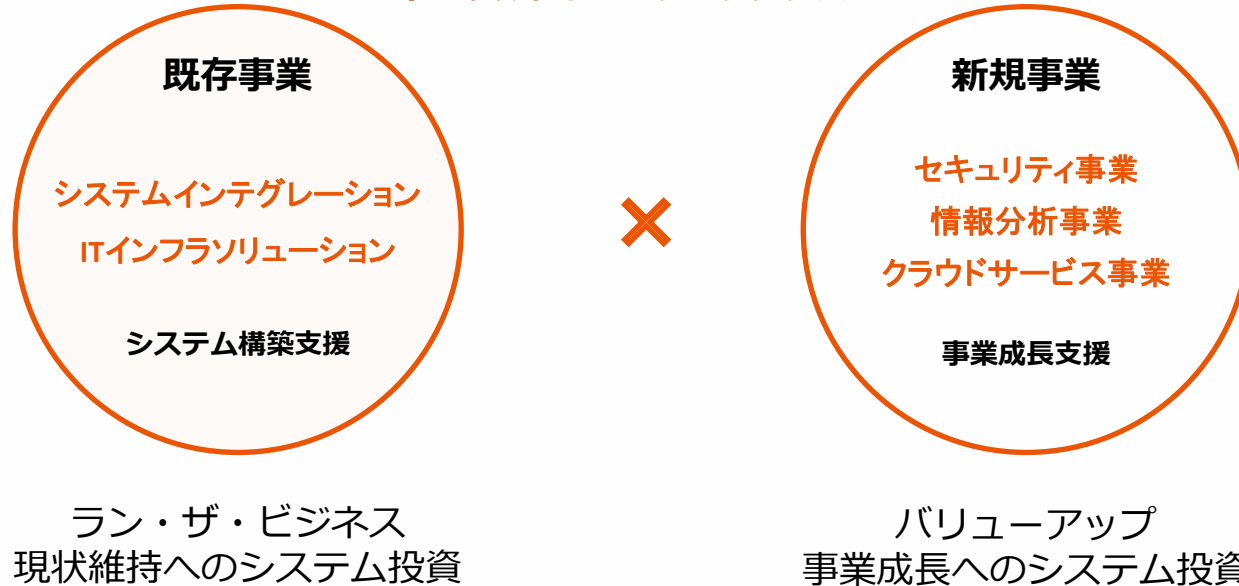 既存事業
システムインテグレーション
ITインフラソリューション
システム構築支援
×
新規事業
セキュリティ事業
情報分析事業
クラウドサービス事業
事業成長支援
ラン・ザ・ビジネス
現状維持へのシステム投資
バリューアップ
事業成長へのシステム投資